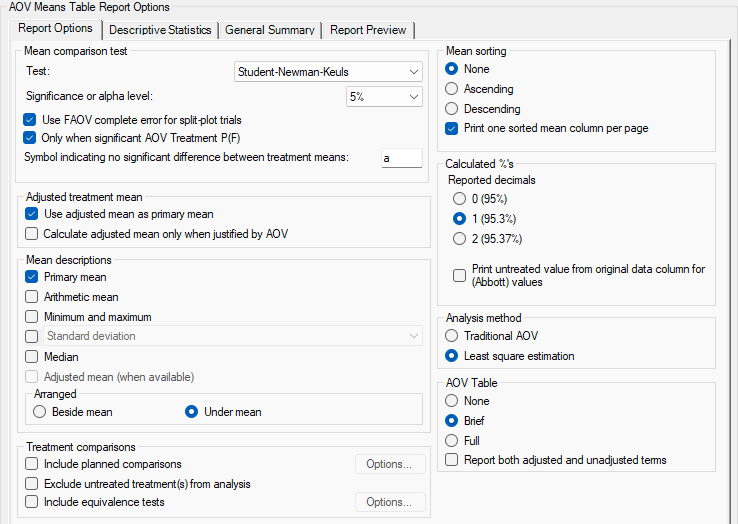 AOV Means Table Report Options
Report Options
Descriptive Statistics
General Summary
Report Preview
Mean comparison test
Test:
Student-Newman-Keuls
Significance or alpha level:
5%
Use FAOV complete error for split-plot trials
Only when significant AOV Treatment P(F)
Symbol indicating no significant difference between treatment means:
a
Adjusted treatment mean
Use adjusted mean as primary mean
Calculate adjusted mean only when justified by AOV
Mean descriptions
Primary mean
Arithmetic mean
Minimum and maximum
Standard deviation
Median
Adjusted mean (when available)
Arranged
Beside mean
Under mean
Treatment comparisons
Include planned comparisons
Options...
Exclude untreated treatment(s) from analysis
Include equivalence tests
Options...
Mean sorting
None
Ascending
Descending
Print one sorted mean column per page
Calculated %'s
Reported decimals
0 (95%)
1 (95.3%)
2 (95.37%)
Print untreated value from original data column for
(Abbott) values
Analysis method
Traditional AOV
Least square estimation
AOV Table
None
Brief
Full
Report both adjusted and unadjusted terms